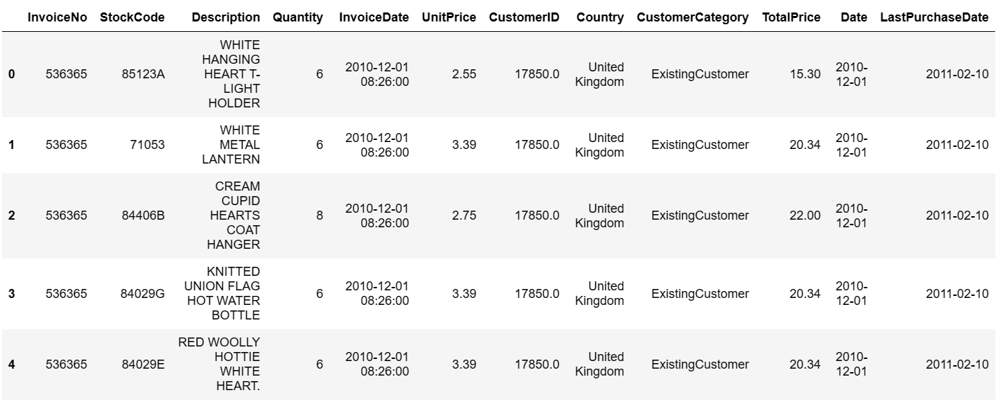 InvoiceNo StockCode Description Quantity InvoiceDate UnitPrice CustomerID Country CustomerCategory TotalPrice Date LastPurchaseDate
0 536365 85123A WHITE HANGING HEART T-LIGHT HOLDER 6 2010-12-01 08:26:00 2.55 17850.0 United Kingdom ExistingCustomer 15.30 2010-12-01 2011-02-10
1 536365 71053 WHITE METAL LANTERN 6 2010-12-01 08:26:00 3.39 17850.0 United Kingdom ExistingCustomer 20.34 2010-12-01 2011-02-10
2 536365 84406B CREAM CUPID HEARTS COAT HANGER 8 2010-12-01 08:26:00 2.75 17850.0 United Kingdom ExistingCustomer 22.00 2010-12-01 2011-02-10
3 536365 84029G KNITTED UNION FLAG HOT WATER BOTTLE 6 2010-12-01 08:26:00 3.39 17850.0 United Kingdom ExistingCustomer 20.34 2010-12-01 2011-02-10
4 536365 84029E RED WOOLLY HOTTIE WHITE HEART. 6 2010-12-01 08:26:00 3.39 17850.0 United Kingdom ExistingCustomer 20.34 2010-12-01 2011-02-10